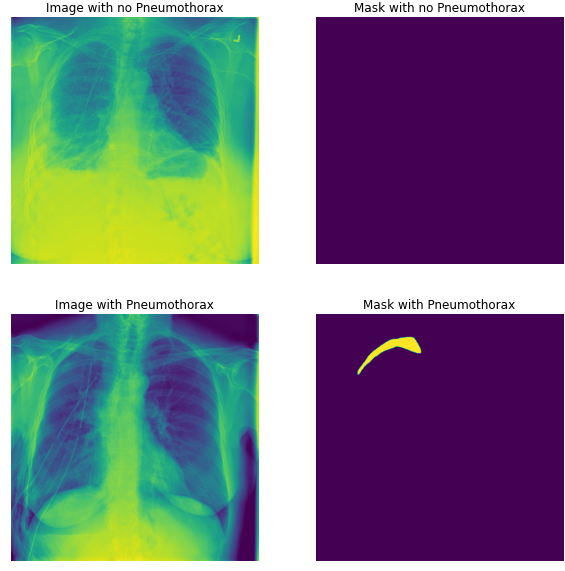 Image with no Pneumothorax
Mask with no Pneumothorax
Image with Pneumothorax
Mask with Pneumothorax